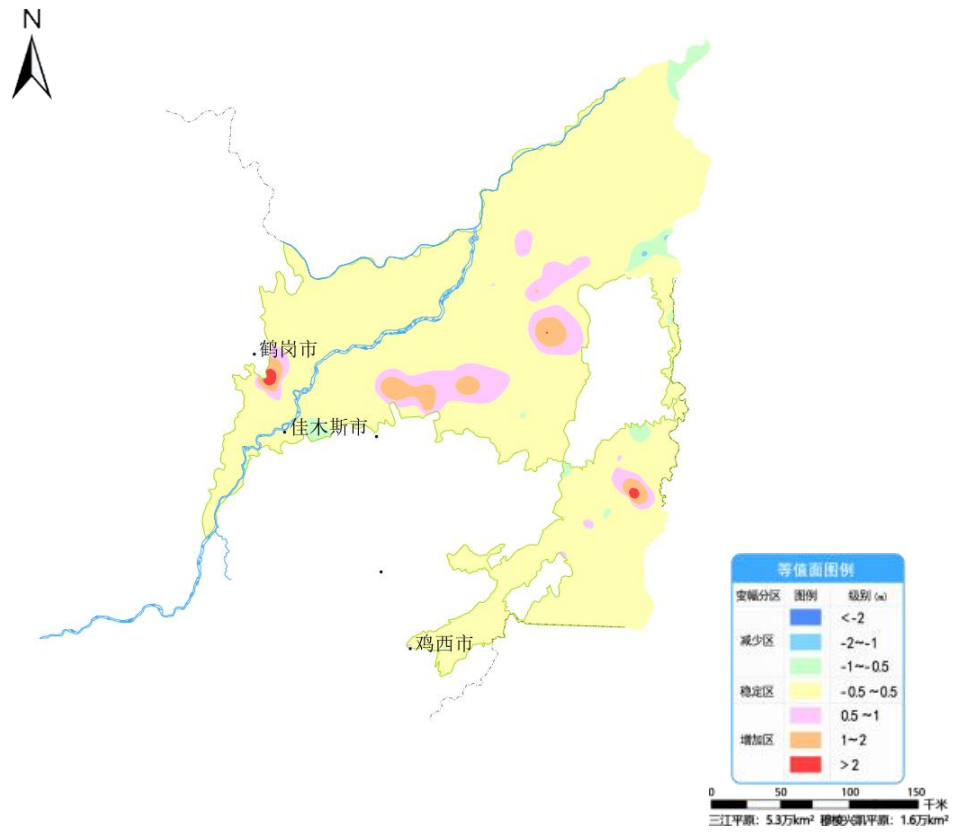 N
鹤岗市
佳木斯市
鸡西市
等值面图例
变幅分区 图例 级别 (m)
减少区
<-2
-2~-1
-1~-0.5
稳定区 -0.5~0.5
增加区
0.5~1
1~2
>2
0 50 100 150
千米
三江平原：5.3万km² 穆棱兴凯平原：1.6万km²